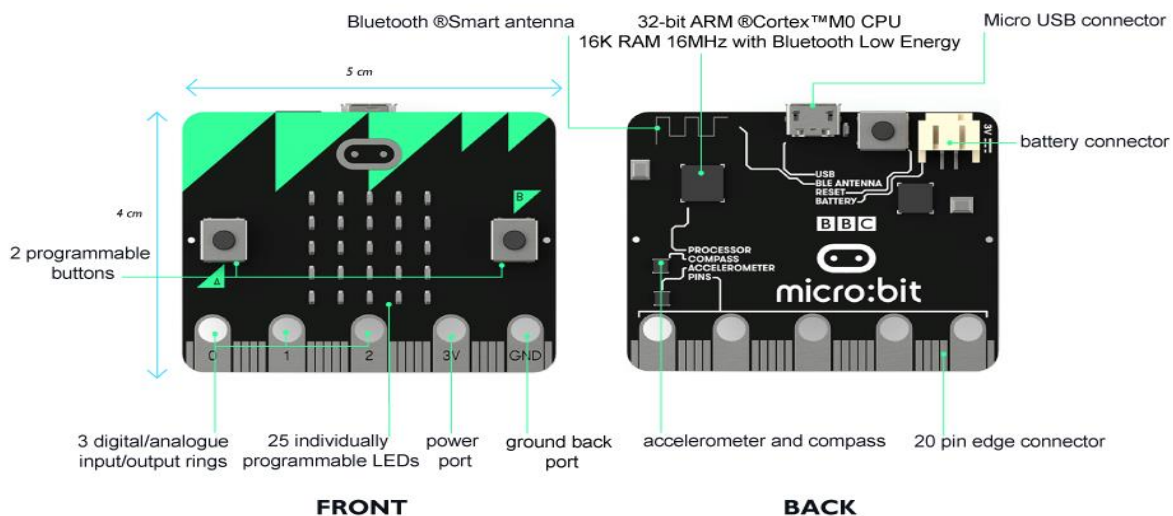 Bluetooth ®Smart antenna
32-bit ARM ®Cortex™M0 CPU
16K RAM 16MHz with Bluetooth Low Energy
Micro USB connector
5 cm
4 cm
2 programmable
buttons
A
B
0
1
2
3V
GND
3 digital/analogue
input/output rings
25 individually
programmable LEDs
power
port
ground back
port
FRONT
3V
battery connector
USB
BLE ANTENNA
RESET
BATTERY
BBC
PROCESSOR
COMPASS
ACCELEROMETER
PINS
micro:bit
accelerometer and compass
20 pin edge connector
BACK